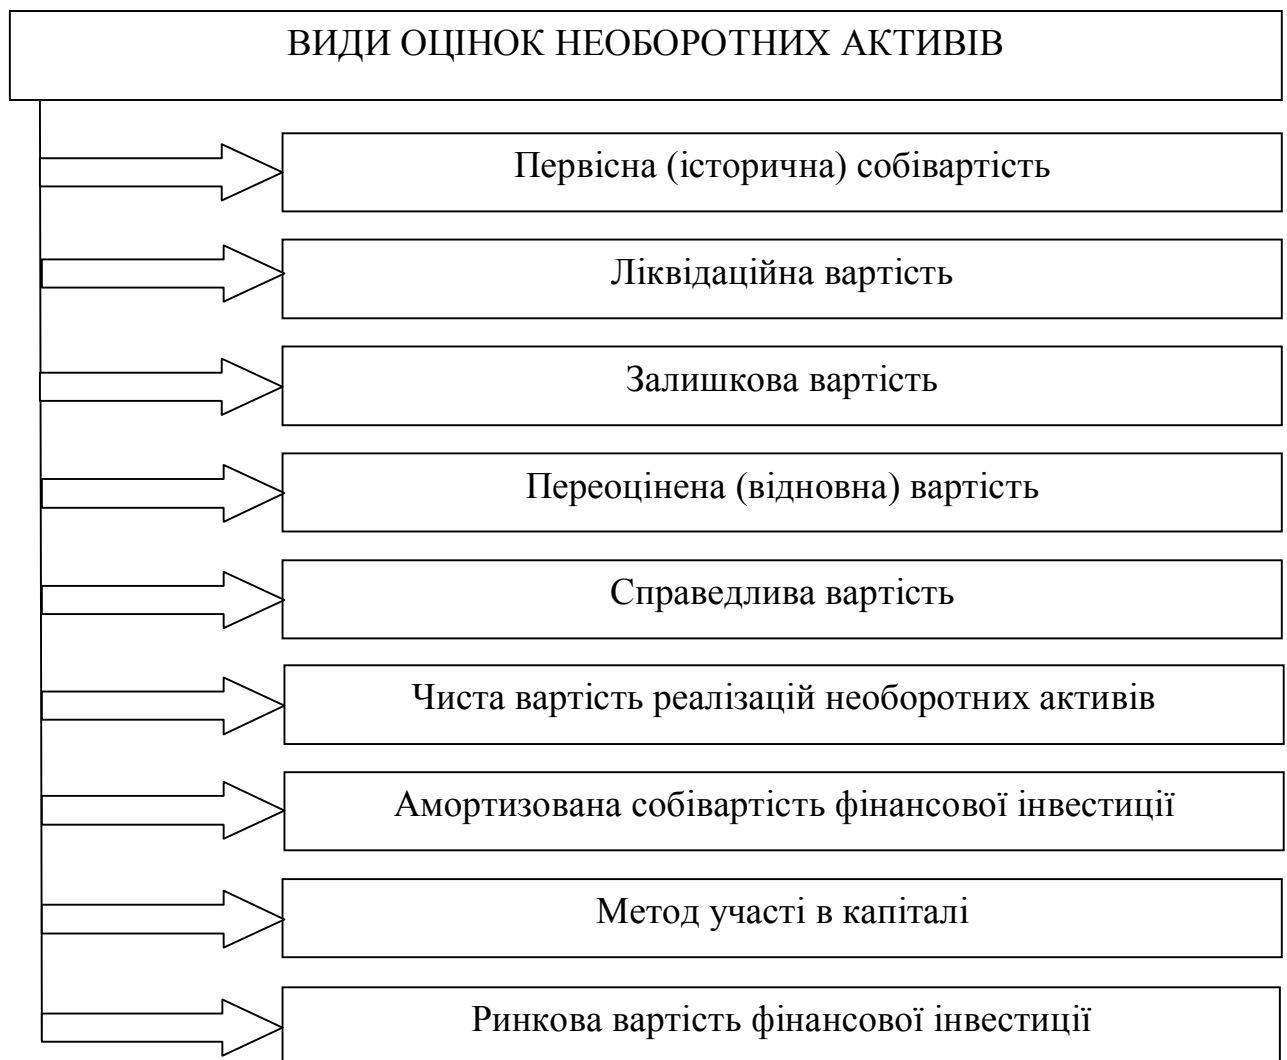 ВИДИ ОЦІНОК НЕОБОРОТНИХ АКТИВІВ
Первісна (історична) собівартість
Ліквідаційна вартість
Залишкова вартість
Переоцінена (відновна) вартість
Справедлива вартість
Чиста вартість реалізацій необоротних активів
Амортизована собівартість фінансової інвестиції
Метод участі в капіталі
Ринкова вартість фінансової інвестиції